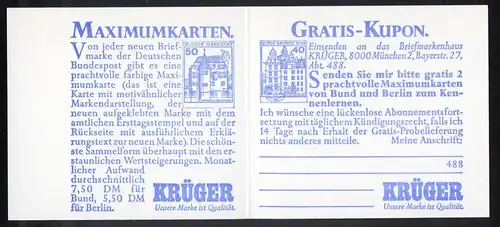 MAXIMUMKARTEN.
Von jeder neuen Brief-
marke der Deutschen
Bundespost gibt es eine
prachtvolle farbige Maxi-
mumkarte (das ist eine
Karte mit motivähnlicher
Markendarstellung, der
neuen aufgeklebten Marke mit dem
amtlichen Ersttagsstempel und auf der
Rückseite mit ausführlichem Erklä-
rungstext zur neuen Marke). Die schön-
ste Sammelform überhaupt mit den er-
staunlichen Wertsteigerungen. Monat-
licher Aufwand
durchschnittlich
7,50 DM für
Bund, 5,50 DM
für Berlin.
DEUTSCHE BUNDESPOST
50
KRÜGER
Unsere Marke ist Qualität.
GRATIS-KUPON.
40
Einsenden an das Briefmarkenhaus
KRÜGER, 8000 München 2, Bayerstr. 27,
Abt. 488.
Senden Sie mir bitte gratis 2
prachtvolle Maximumkarten
von Bund und Berlin zum Ken-
nenlernen.
Ich wünsche eine lückenlose Abonnementsfort-
setzung mit täglichem Kündigungsrecht, falls ich
14 Tage nach Erhalt der Gratis-Probelieferung
nichts anderes mitteile. Meine Anschrift:
488
KRÜGER
Unsere Marke ist Qualität.